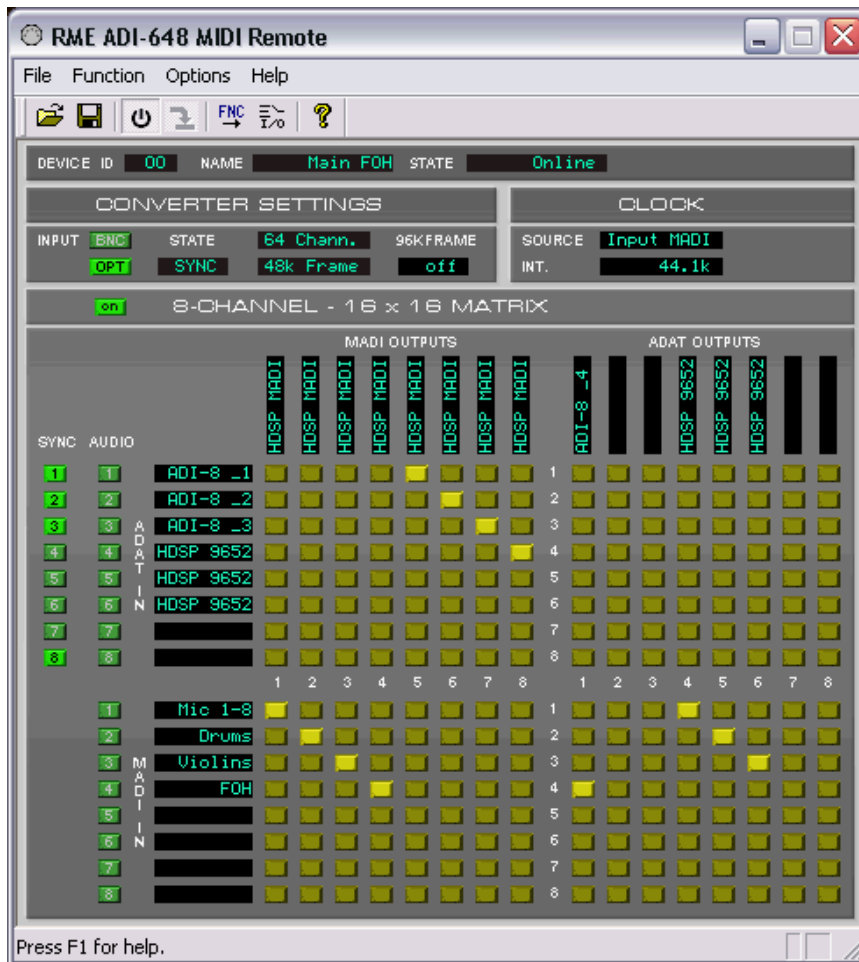 RME ADI-648 MIDI Remote
File Function Options Help
FNC I/O ?
DEVICE ID 00 NAME Main FOH STATE Online
CONVERTER SETTINGS CLOCK
INPUT BNC STATE 64 Chann. 96KFRAME SOURCE Input MADI
OPT SYNC 48k Frame off INT. 44.1k
on 8-CHANNEL - 16 x 16 MATRIX
MADI OUTPUTS ADAT OUTPUTS
HDSP MADI HDSP MADI HDSP MADI HDSP MADI HDSP MADI HDSP MADI HDSP MADI HDSP MADI ADI-8 _4 HDSP 9652 HDSP 9652 HDSP 9652
SYNC AUDIO
ADAT IN
1 1 ADI-8 _1 1
2 2 ADI-8 _2 2
3 3 ADI-8 _3 3
4 4 HDSP 9652 4
5 5 HDSP 9652 5
6 6 HDSP 9652 6
7 7 7
8 8 8
1 2 3 4 5 6 7 8 1 2 3 4 5 6 7 8
MADI IN
1 Mic 1-8 1
2 Drums 2
3 Violins 3
4 FOH 4
5 5
6 6
7 7
8 8
Press F1 for help.